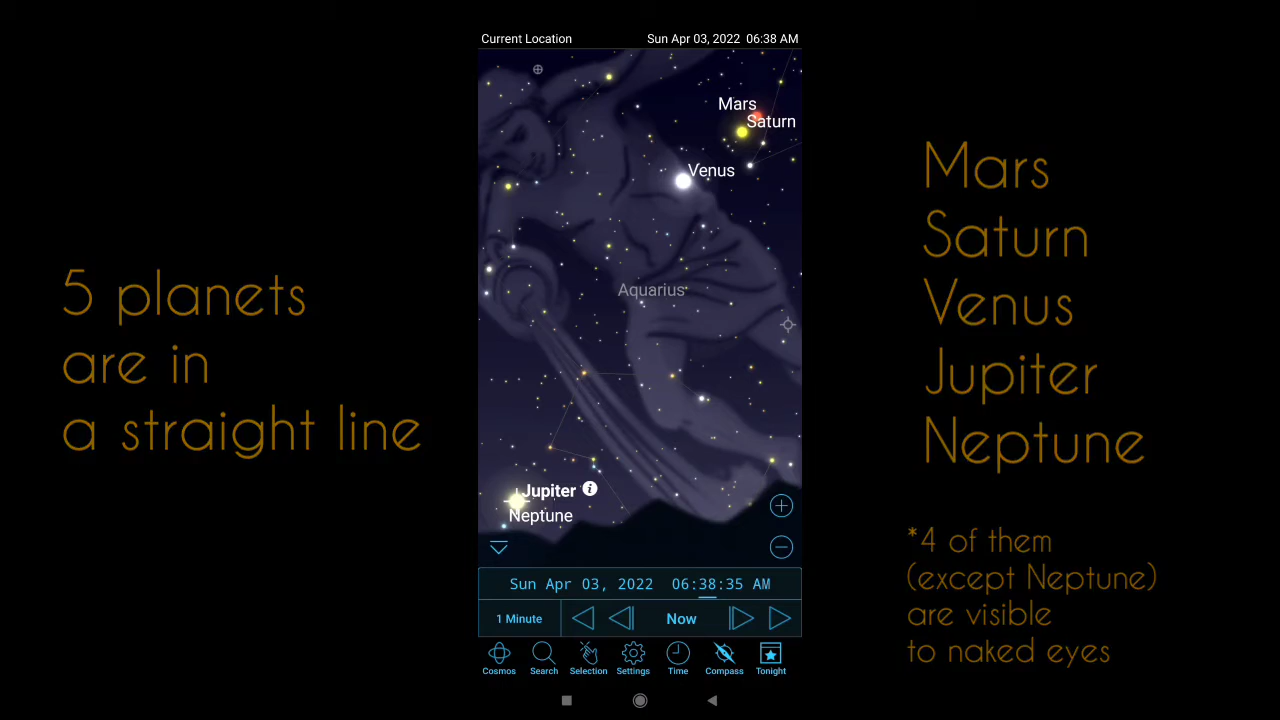 5 planets
are in
a straight line
Current Location
Sun Apr 03, 2022 06:38 AM
Mars
Saturn
Venus
Aquarius
Jupiter
Neptune
Sun Apr 03, 2022 06:38:35 AM
1 Minute
Now
Cosmos
Search
Selection
Settings
Time
Compass
Tonight
Mars
Saturn
Venus
Jupiter
Neptune
*4 of them
(except Neptune)
are visible
to naked eyes